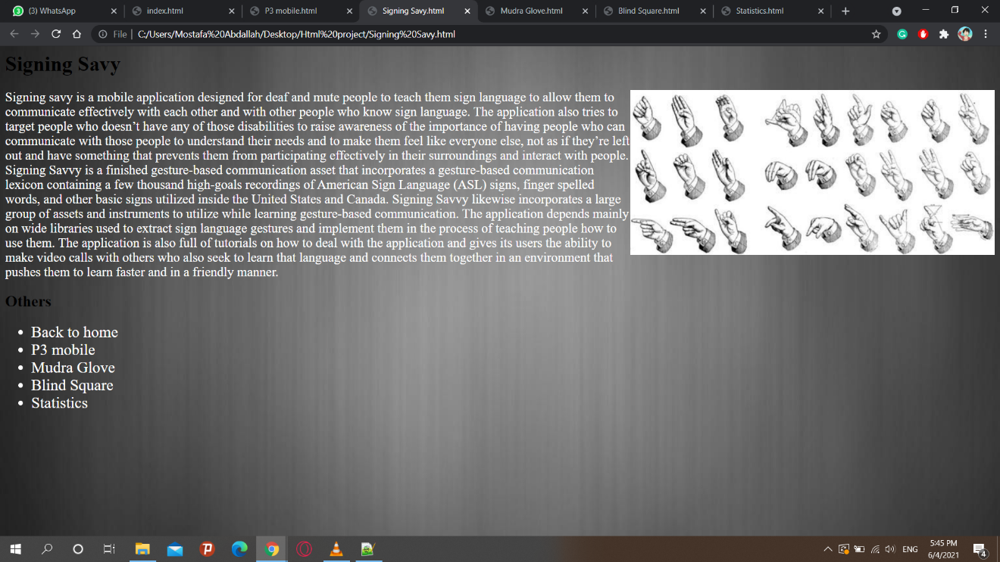 (3) WhatsApp
index.html
P3 mobile.html
Signing Savy.html
Mudra Glove.html
Blind Square.html
Statistics.html
File | C:/Users/Mostafa%20Abdallah/Desktop/Html%20project/Signing%20Savy.html
Signing Savy
Signing savy is a mobile application designed for deaf and mute people to teach them sign language to allow them to
communicate effectively with each other and with other people who know sign language. The application also tries to
target people who doesn’t have any of those disabilities to raise awareness of the importance of having people who can
communicate with those people to understand their needs and to make them feel like everyone else, not as if they’re left
out and have something that prevents them from participating effectively in their surroundings and interact with people.
Signing Savvy is a finished gesture-based communication asset that incorporates a gesture-based communication
lexicon containing a few thousand high-goals recordings of American Sign Language (ASL) signs, finger spelled
words, and other basic signs utilized inside the United States and Canada. Signing Savvy likewise incorporates a large
group of assets and instruments to utilize while learning gesture-based communication. The application depends mainly
on wide libraries used to extract sign language gestures and implement them in the process of teaching people how to
use them. The application is also full of tutorials on how to deal with the application and gives its users the ability to
make video calls with others who also seek to learn that language and connects them together in an environment that
pushes them to learn faster and in a friendly manner.
Others
• Back to home
• P3 mobile
• Mudra Glove
• Blind Square
• Statistics
ENG
5:45 PM
6/4/2021
4